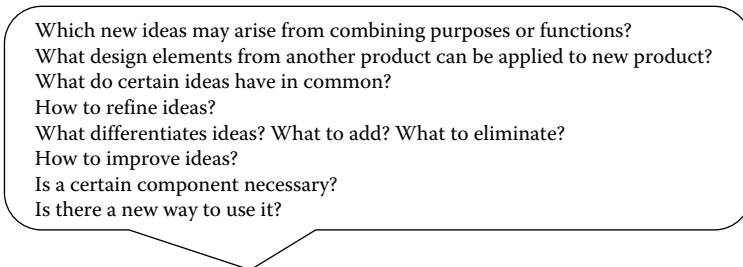 Which new ideas may arise from combining purposes or functions?
What design elements from another product can be applied to new product?
What do certain ideas have in common?
How to refine ideas?
What differentiates ideas? What to add? What to eliminate?
How to improve ideas?
Is a certain component necessary?
Is there a new way to use it?